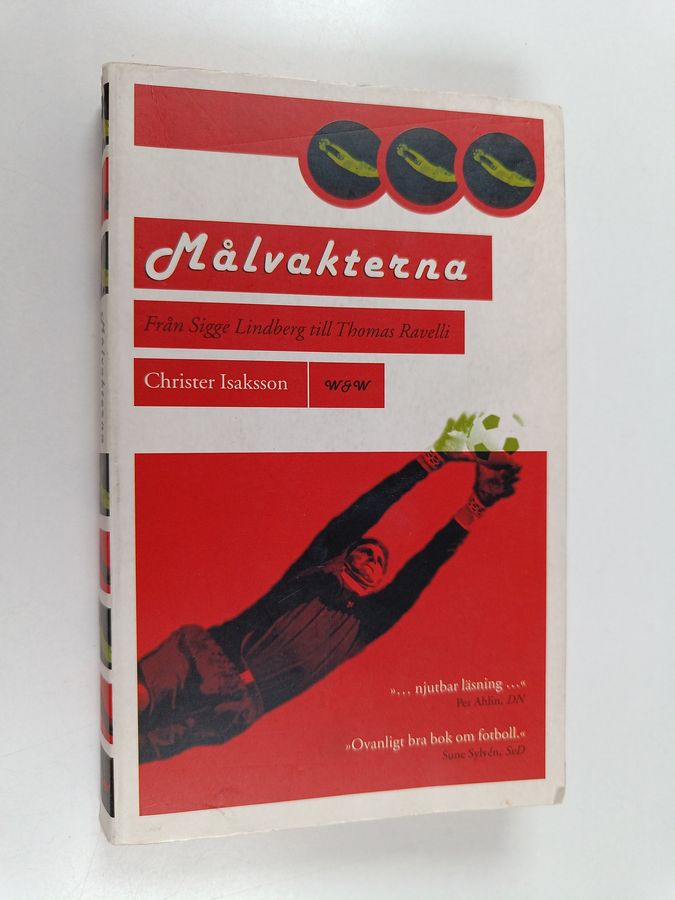 Målvakterna
Från Sigge Lindberg till Thomas Ravelli
Christer Isaksson
W&W
»… njutbar läsning …«
Per Ahlin, DN
»Ovanligt bra bok om fotboll.«
Sune Sylvén, SvD
Målvakterna